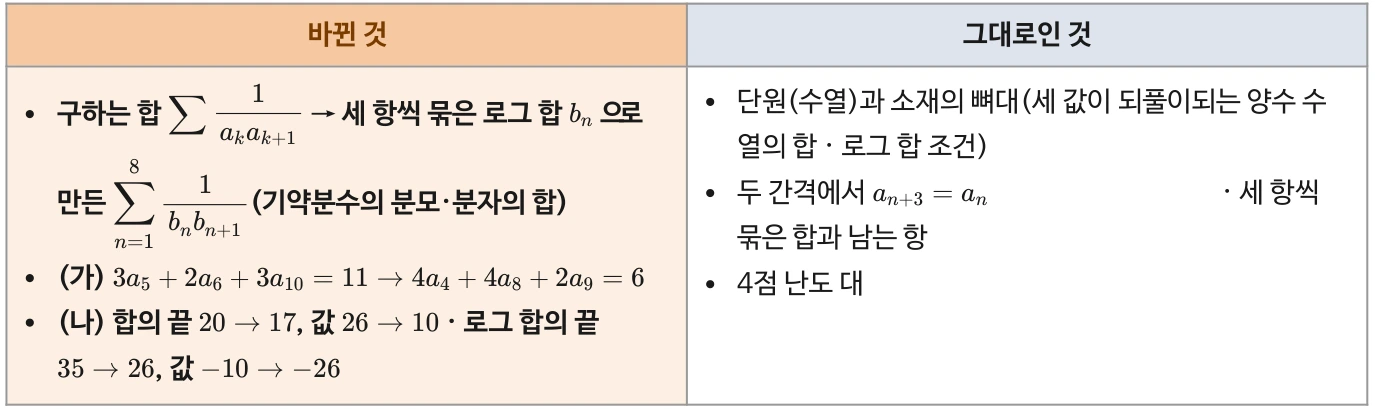 바뀐 것
• 구하는 합 ∑ 1/(a_k a_{k+1}) → 세 항씩 묶은 로그 합 b_n 으로
만든 ∑_{n=1}^{8} 1/(b_n b_{n+1}) (기약분수의 분모·분자의 합)
• (가) 3a_5 + 2a_6 + 3a_10 = 11 → 4a_4 + 4a_8 + 2a_9 = 6
• (나) 합의 끝 20 → 17, 값 26 → 10 · 로그 합의 끝
35 → 26, 값 −10 → −26
그대로인 것
• 단원(수열)과 소재의 뼈대(세 값이 되풀이되는 양수 수
열의 합 · 로그 합 조건)
• 두 간격에서 a_{n+3} = a_n · 세 항씩
묶은 합과 남는 항
• 4점 난도 대